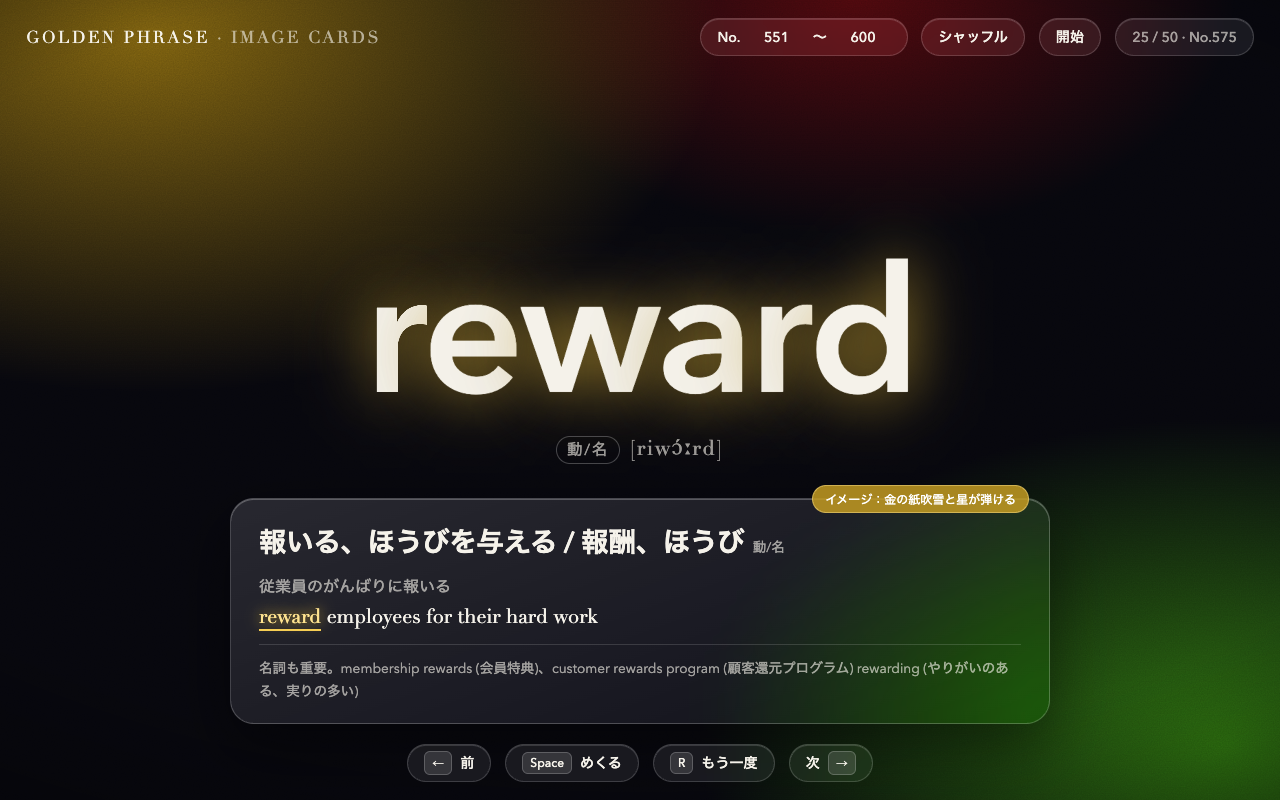 GOLDEN PHRASE · IMAGE CARDS
No. 551 〜 600
シャッフル
開始
25 / 50 · No.575
reward
動/名 [riwɔ́ːrd]
イメージ：金の紙吹雪と星が弾ける
報いる、ほうびを与える / 報酬、ほうび 動/名
従業員のがんばりに報いる
reward employees for their hard work
名詞も重要。membership rewards (会員特典)、customer rewards program (顧客還元プログラム) rewarding (やりがいのあ
る、実りの多い)
← 前
Space めくる
R もう一度
次 →